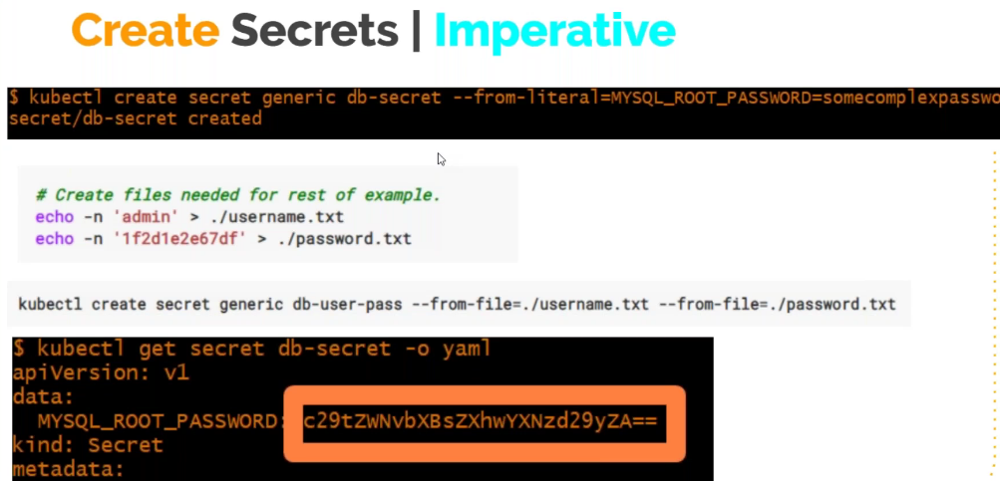 Create Secrets | Imperative
$ kubectl create secret generic db-secret --from-literal=MYSQL_ROOT_PASSWORD=somecomplexpasswo
secret/db-secret created
# Create files needed for rest of example.
echo -n 'admin' > ./username.txt
echo -n '1f2d1e2e67df' > ./password.txt
kubectl create secret generic db-user-pass --from-file=./username.txt --from-file=./password.txt
$ kubectl get secret db-secret -o yaml
apiVersion: v1
data:
  MYSQL_ROOT_PASSWORD: c29tZWNvbXBsZXhwYXNzd29yZA==
kind: Secret
metadata: